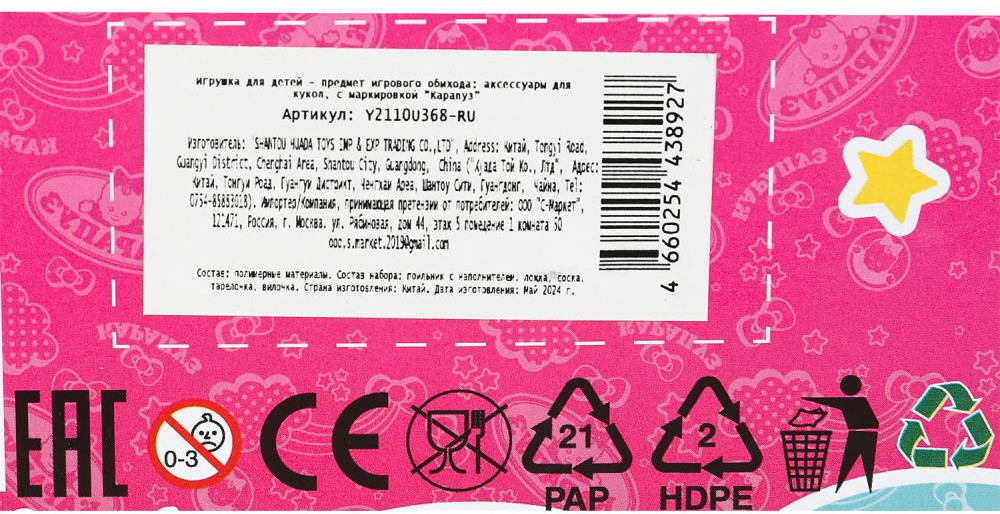 игрушка для детей – предмет игрового обихода: аксессуары для
кукол, с маркировкой "Карапуз"
Артикул: Y2110U368-RU
Изготовитель: "SHANTOU HUADA TOYS IMP & EXP TRADING CO.,LTD", Address: Китай, Tongyi Road,
Guangyi District, Chenghai Area, Shantou City, Guangdong, China ("Хуада Той Ко., Лтд", Адрес:
Китай, Тонгуи Роад, Гуангуи Дистрикт, Ченгхаи Ареа, Шантоу Сити, Гуангдонг, Чайна, Tel:
Импортер/Компания, принимающая претензии от потребителей: ООО "С-Маркет",
121471, Россия, г. Москва. ул. Рябиновая, дом 44, этаж 5 помещение 1 комната 50
ooo.s.market.2019@gmail.com
Состав: полимерные материалы. Состав набора: поильник с наполнителем, ложка, соска,
тарелочка, вилочка. Страна изготовления: Китай. Дата изготовления: Май 2024 г.
4 660254 438927
КАРАПУЗ
КАРАПУЗ
EAC
0-3
CE
21
PAP
2
HDPE